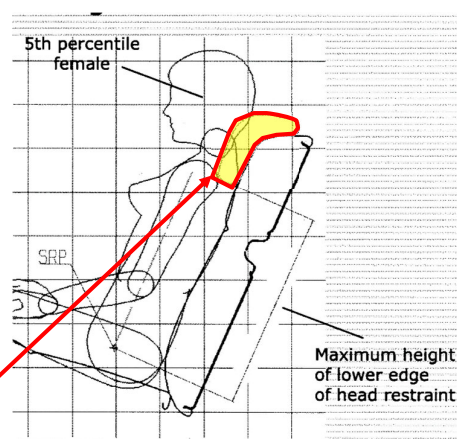 5th percentile
female
SRP
Maximum height
of lower edge
of head restraint